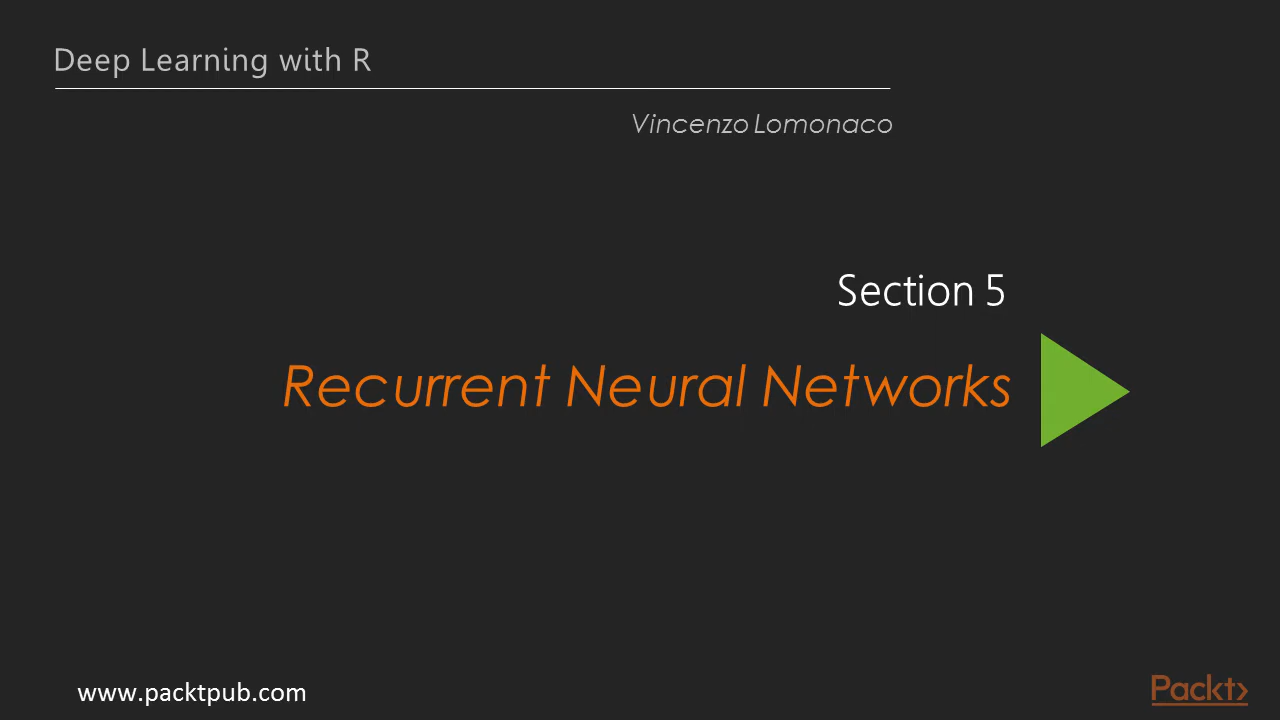 Deep Learning with R
Vincenzo Lomonaco
Section 5
Recurrent Neural Networks
www.packtpub.com
Packt>